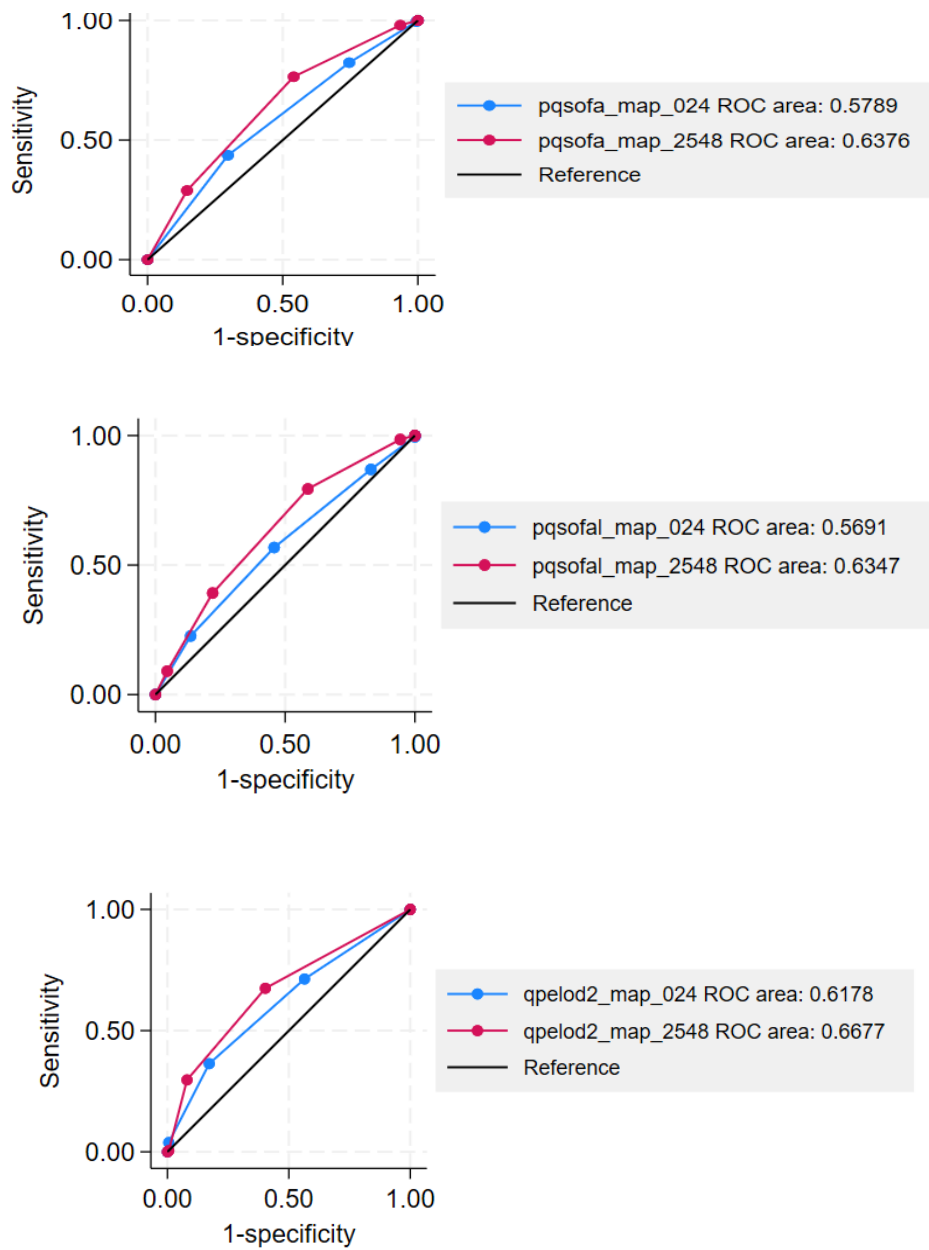 1.00
0.50
0.00
Sensitivity
0.00 0.50 1.00
1-specificity
pqsofa_map_024 ROC area: 0.5789
pqsofa_map_2548 ROC area: 0.6376
Reference
1.00
0.50
0.00
Sensitivity
0.00 0.50 1.00
1-specificity
pqsofal_map_024 ROC area: 0.5691
pqsofal_map_2548 ROC area: 0.6347
Reference
1.00
0.50
0.00
Sensitivity
0.00 0.50 1.00
1-specificity
qpelod2_map_024 ROC area: 0.6178
qpelod2_map_2548 ROC area: 0.6677
Reference